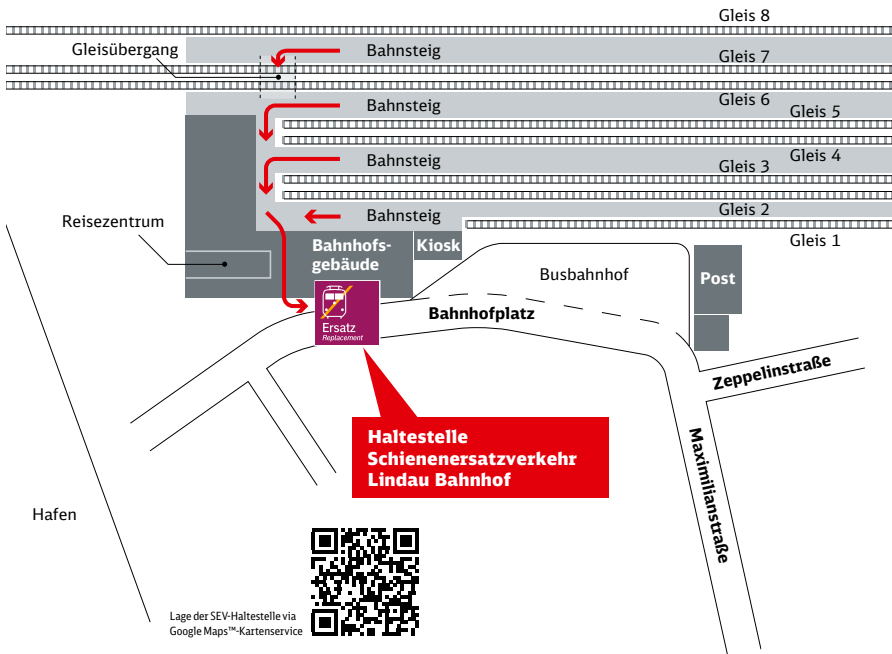 Gleis 8
Gleisübergang
Bahnsteig
Gleis 7
Bahnsteig
Gleis 6
Gleis 5
Bahnsteig
Gleis 4
Gleis 3
Bahnsteig
Gleis 2
Gleis 1
Reisezentrum
Bahnhofs-
gebäude
Kiosk
Busbahnhof
Post
Ersatz
Replacement
Bahnhofplatz
Zeppelinstraße
Maximilianstraße
Haltestelle
Schienenersatzverkehr
Lindau Bahnhof
Hafen
Lage der SEV-Haltestelle via
Google Maps™-Kartenservice